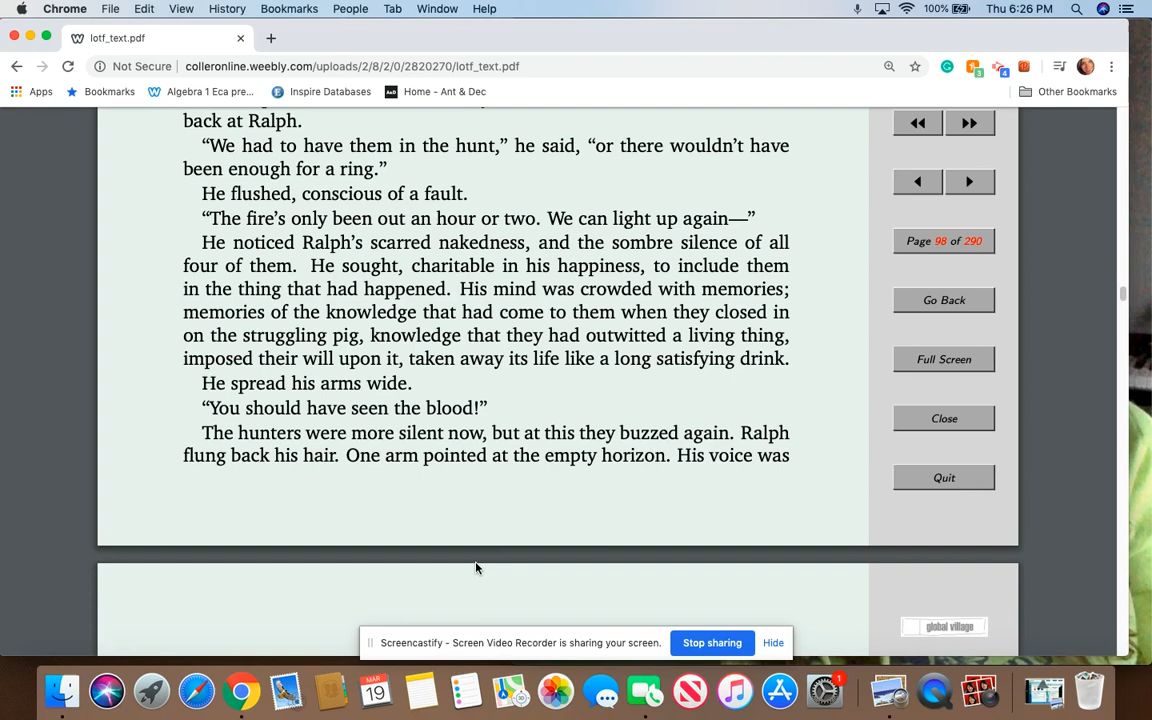 Chrome File Edit View History Bookmarks People Tab Window Help 100% Thu 6:26 PM
lotf_text.pdf
Not Secure colleronline.weebly.com/uploads/2/8/2/0/2820270/lotf_text.pdf
Apps Bookmarks Algebra 1 Eca pre... Inspire Databases Home - Ant & Dec Other Bookmarks
back at Ralph.
“We had to have them in the hunt,” he said, “or there wouldn’t have
been enough for a ring.”
He flushed, conscious of a fault.
“The fire’s only been out an hour or two. We can light up again—”
He noticed Ralph’s scarred nakedness, and the sombre silence of all
four of them. He sought, charitable in his happiness, to include them
in the thing that had happened. His mind was crowded with memories;
memories of the knowledge that had come to them when they closed in
on the struggling pig, knowledge that they had outwitted a living thing,
imposed their will upon it, taken away its life like a long satisfying drink.
He spread his arms wide.
“You should have seen the blood!”
The hunters were more silent now, but at this they buzzed again. Ralph
flung back his hair. One arm pointed at the empty horizon. His voice was
Page 98 of 290
Go Back
Full Screen
Close
Quit
global village
Screencastify - Screen Video Recorder is sharing your screen. Stop sharing Hide
MAR
19
1